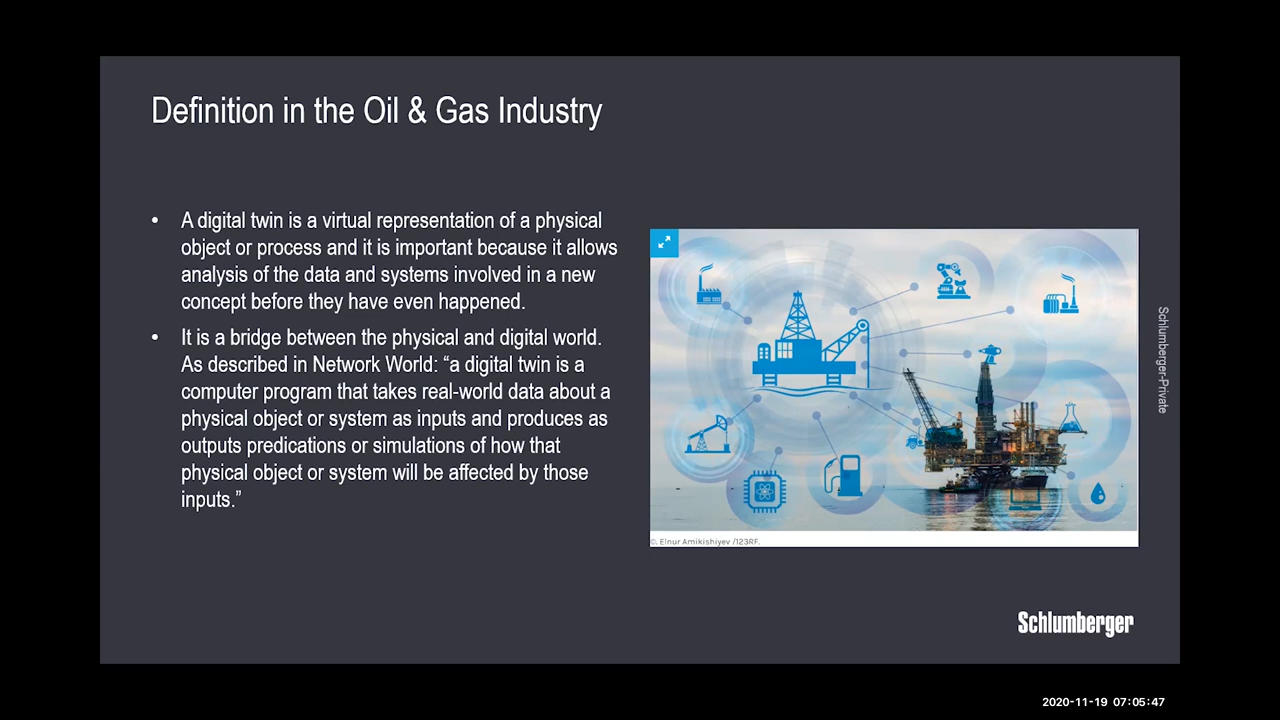 Definition in the Oil & Gas Industry
• A digital twin is a virtual representation of a physical
object or process and it is important because it allows
analysis of the data and systems involved in a new
concept before they have even happened.
• It is a bridge between the physical and digital world.
As described in Network World: “a digital twin is a
computer program that takes real-world data about a
physical object or system as inputs and produces as
outputs predications or simulations of how that
physical object or system will be affected by those
inputs.”
©. Elnur Amikishiyev /123RF.
Schlumberger-Private
Schlumberger
2020-11-19 07:05:47